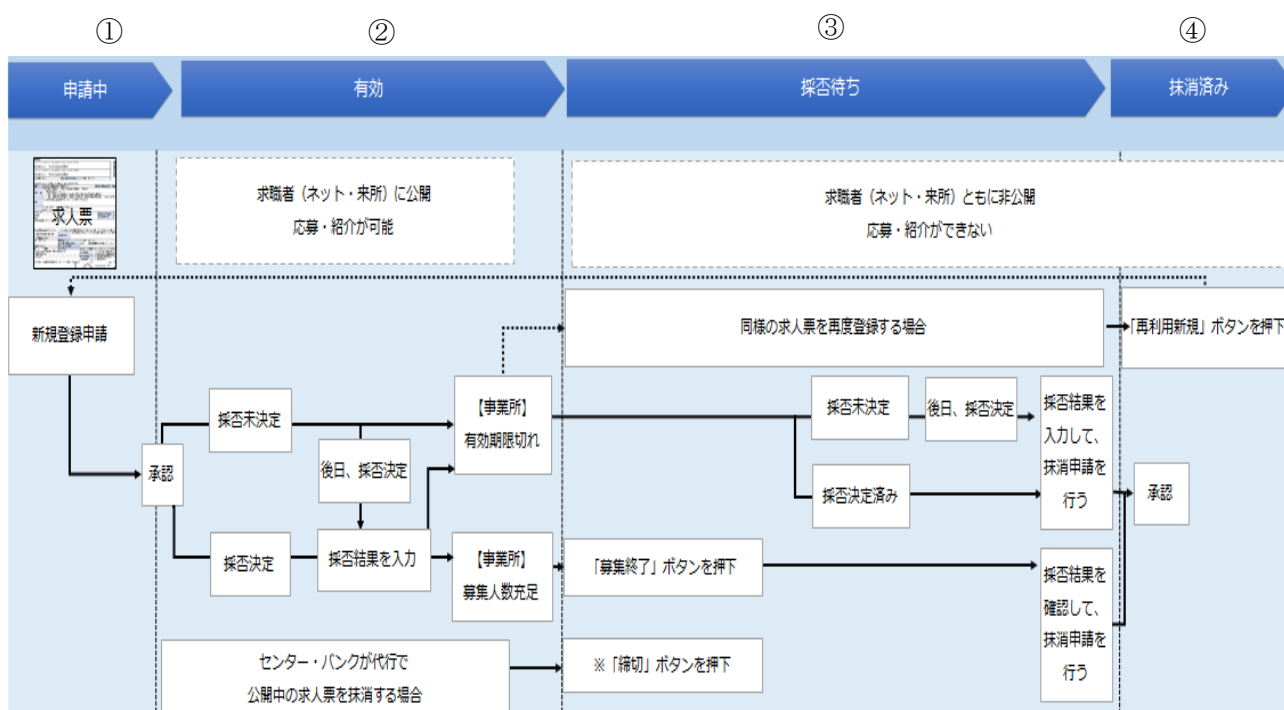 ①
②
③
④
申請中
有効
採否待ち
抹消済み
求人票
求職者（ネット・来所）に公開
応募・紹介が可能
求職者（ネット・来所）ともに非公開
応募・紹介ができない
新規登録申請
同様の求人票を再度登録する場合
「再利用新規」ボタンを押下
採否未決定
【事業所】
有効期限切れ
採否未決定
後日、採否決定
採否結果を
入力して、
抹消申請を
行う
承認
後日、採否決定
採否決定済み
承認
採否決定
採否結果を入力
【事業所】
募集人数充足
「募集終了」ボタンを押下
採否結果を
確認して、
抹消申請を
行う
センター・バンクが代行で
公開中の求人票を抹消する場合
※「締切」ボタンを押下